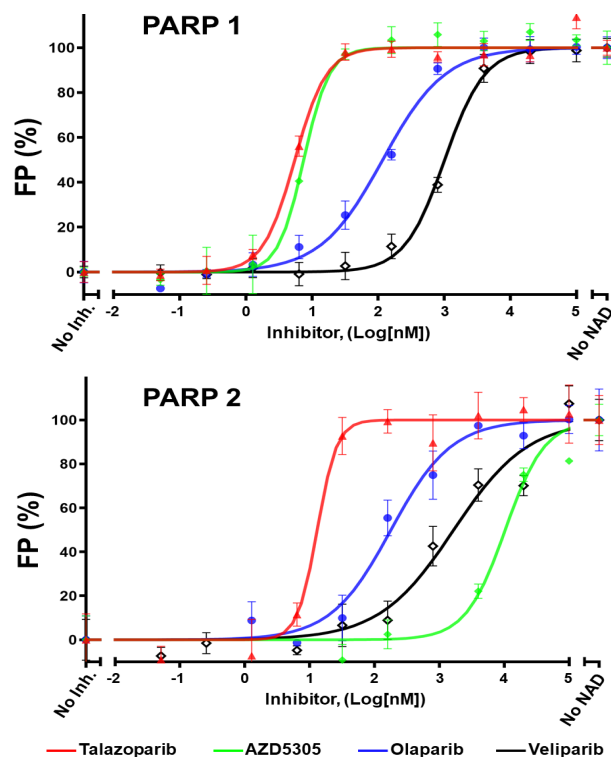 PARP 1
100
80
60
40
20
0
FP (%)
No Inh.
-2
-1
0
1
2
3
4
5
No NAD
Inhibitor, (Log[nM])
PARP 2
100
80
60
40
20
0
FP (%)
No Inh.
-2
-1
0
1
2
3
4
5
No NAD
Inhibitor, (Log[nM])
Talazoparib AZD5305 Olaparib Veliparib